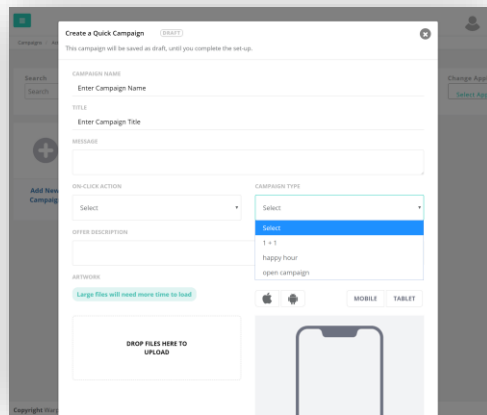 Create a Quick Campaign DRAFT
This campaign will be saved as draft, until you complete the set-up.
Campaigns
Search
Search
Change App
Select App
Add New
Campaign
CAMPAIGN NAME
Enter Campaign Name
TITLE
Enter Campaign Title
MESSAGE
ON-CLICK ACTION
Select
CAMPAIGN TYPE
Select
Select
1 + 1
happy hour
open campaign
OFFER DESCRIPTION
ARTWORK
Large files will need more time to load
MOBILE TABLET
DROP FILES HERE TO
UPLOAD
Copyright